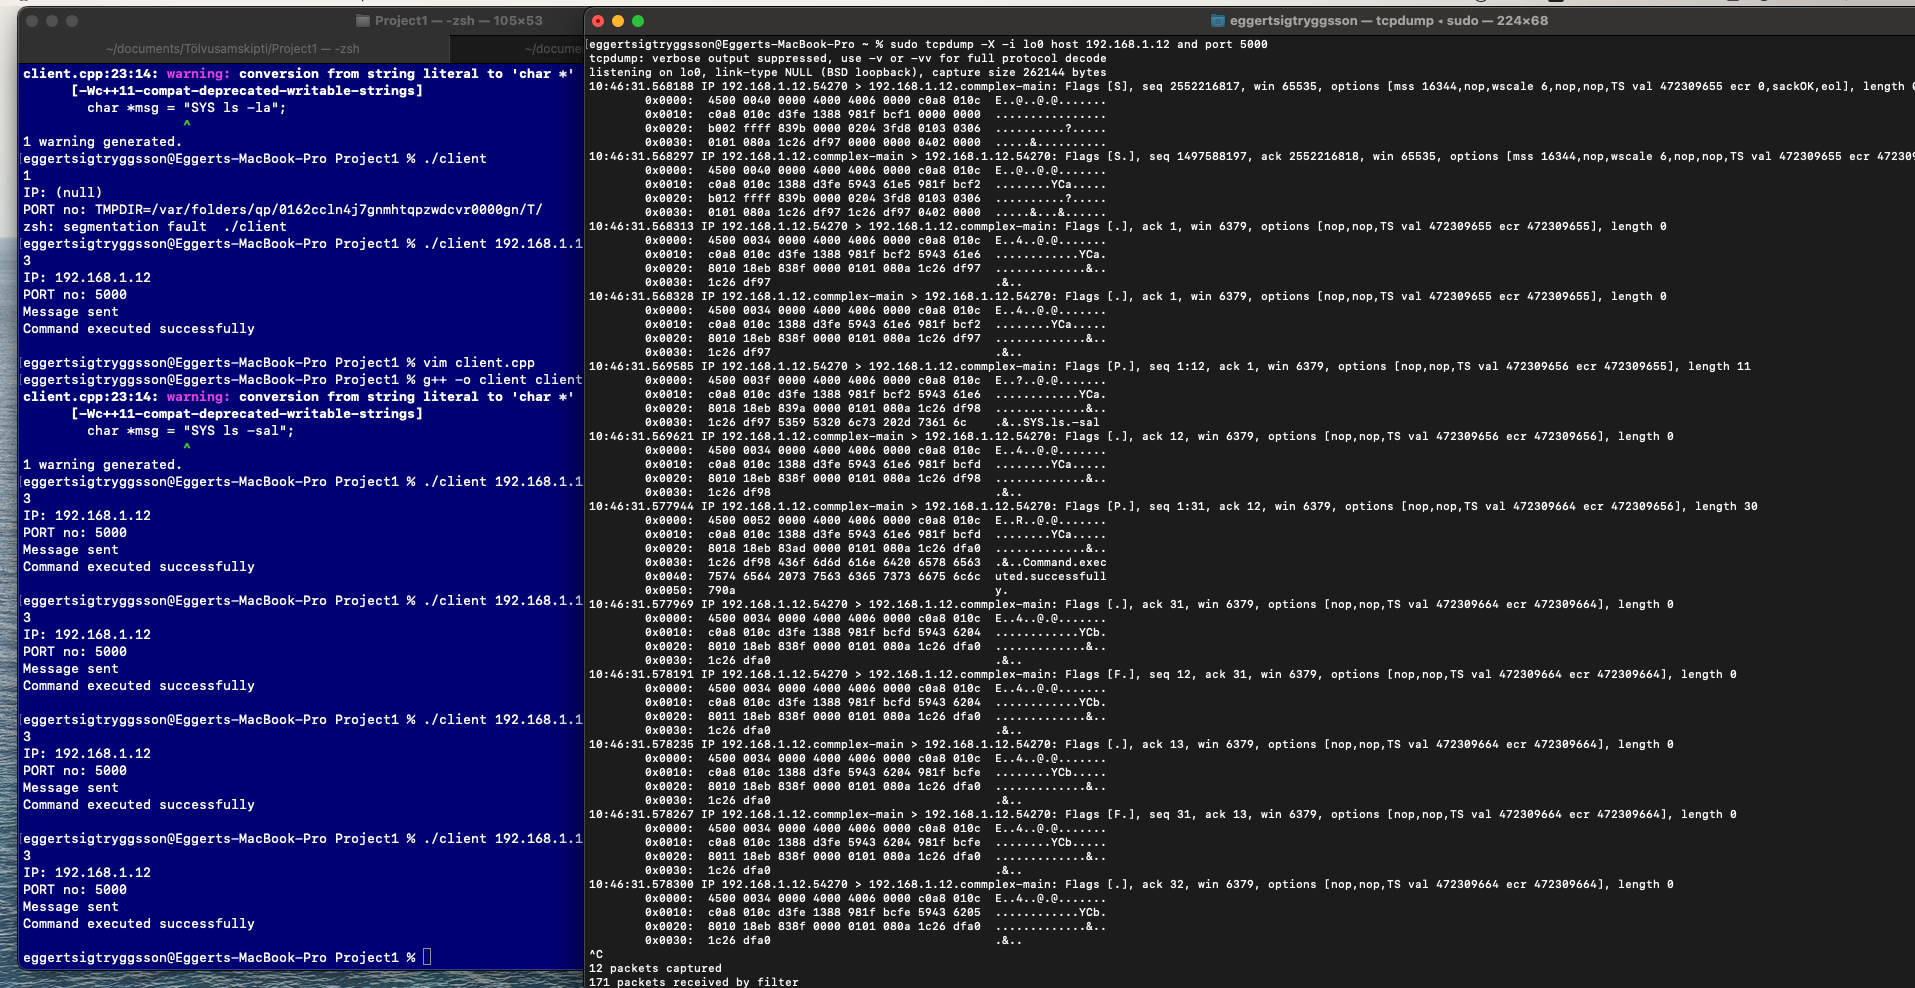 Project1 — -zsh — 105×53
~/documents/Tölvusamskipti/Project1 — -zsh
~/docume
client.cpp:23:14: warning: conversion from string literal to 'char *'
[-Wc++11-compat-deprecated-writable-strings]
char *msg = "SYS ls -la";
^
1 warning generated.
[eggertsigtryggsson@Eggerts-MacBook-Pro Project1 % ./client
1
IP: (null)
PORT no: TMPDIR=/var/folders/qp/0162ccln4j7gnmhtqpzwdcvr0000gn/T/
zsh: segmentation fault  ./client
[eggertsigtryggsson@Eggerts-MacBook-Pro Project1 % ./client 192.168.1.1
3
IP: 192.168.1.12
PORT no: 5000
Message sent
Command executed successfully
[eggertsigtryggsson@Eggerts-MacBook-Pro Project1 % vim client.cpp
[eggertsigtryggsson@Eggerts-MacBook-Pro Project1 % g++ -o client client
client.cpp:23:14: warning: conversion from string literal to 'char *'
[-Wc++11-compat-deprecated-writable-strings]
char *msg = "SYS ls -sal";
^
1 warning generated.
[eggertsigtryggsson@Eggerts-MacBook-Pro Project1 % ./client 192.168.1.1
3
IP: 192.168.1.12
PORT no: 5000
Message sent
Command executed successfully
[eggertsigtryggsson@Eggerts-MacBook-Pro Project1 % ./client 192.168.1.1
3
IP: 192.168.1.12
PORT no: 5000
Message sent
Command executed successfully
[eggertsigtryggsson@Eggerts-MacBook-Pro Project1 % ./client 192.168.1.1
3
IP: 192.168.1.12
PORT no: 5000
Message sent
Command executed successfully
[eggertsigtryggsson@Eggerts-MacBook-Pro Project1 % ./client 192.168.1.1
3
IP: 192.168.1.12
PORT no: 5000
Message sent
Command executed successfully
eggertsigtryggsson@Eggerts-MacBook-Pro Project1 %
eggertsigtryggsson — tcpdump ◂ sudo — 224×68
[eggertsigtryggsson@Eggerts-MacBook-Pro ~ % sudo tcpdump -X -i lo0 host 192.168.1.12 and port 5000
tcpdump: verbose output suppressed, use -v or -vv for full protocol decode
listening on lo0, link-type NULL (BSD loopback), capture size 262144 bytes
10:46:31.568188 IP 192.168.1.12.54270 > 192.168.1.12.commplex-main: Flags [S], seq 2552216817, win 65535, options [mss 16344,nop,wscale 6,nop,nop,TS val 472309655 ecr 0,sackOK,eol], length 0
0x0000:  4500 0040 0000 4000 4006 0000 c0a8 010c  E..@..@.@.......
0x0010:  c0a8 010c d3fe 1388 981f bcf1 0000 0000  ................
0x0020:  b002 ffff 839b 0000 0204 3fd8 0103 0306  ..........?.....
0x0030:  0101 080a 1c26 df97 0000 0000 0402 0000  .....&..........
10:46:31.568297 IP 192.168.1.12.commplex-main > 192.168.1.12.54270: Flags [S.], seq 1497588197, ack 2552216818, win 65535, options [mss 16344,nop,wscale 6,nop,nop,TS val 472309655 ecr 47230
0x0000:  4500 0040 0000 4000 4006 0000 c0a8 010c  E..@..@.@.......
0x0010:  c0a8 010c 1388 d3fe 5943 61e5 981f bcf2  ........YCa.....
0x0020:  b012 ffff 839b 0000 0204 3fd8 0103 0306  ..........?.....
0x0030:  0101 080a 1c26 df97 1c26 df97 0402 0000  .....&...&......
10:46:31.568313 IP 192.168.1.12.54270 > 192.168.1.12.commplex-main: Flags [.], ack 1, win 6379, options [nop,nop,TS val 472309655 ecr 472309655], length 0
0x0000:  4500 0034 0000 4000 4006 0000 c0a8 010c  E..4..@.@.......
0x0010:  c0a8 010c d3fe 1388 981f bcf2 5943 61e6  ............YCa.
0x0020:  8010 18eb 838f 0000 0101 080a 1c26 df97  .............&..
0x0030:  1c26 df97  .&..
10:46:31.568328 IP 192.168.1.12.commplex-main > 192.168.1.12.54270: Flags [.], ack 1, win 6379, options [nop,nop,TS val 472309655 ecr 472309655], length 0
0x0000:  4500 0034 0000 4000 4006 0000 c0a8 010c  E..4..@.@.......
0x0010:  c0a8 010c 1388 d3fe 5943 61e6 981f bcf2  ........YCa.....
0x0020:  8010 18eb 838f 0000 0101 080a 1c26 df97  .............&..
0x0030:  1c26 df97  .&..
10:46:31.569585 IP 192.168.1.12.54270 > 192.168.1.12.commplex-main: Flags [P.], seq 1:12, ack 1, win 6379, options [nop,nop,TS val 472309656 ecr 472309655], length 11
0x0000:  4500 003f 0000 4000 4006 0000 c0a8 010c  E..?..@.@.......
0x0010:  c0a8 010c d3fe 1388 981f bcf2 5943 61e6  ............YCa.
0x0020:  8018 18eb 839a 0000 0101 080a 1c26 df98  .............&..
0x0030:  1c26 df97 5359 5320 6c73 202d 7361 6c  .&..SYS.ls.-sal
10:46:31.569621 IP 192.168.1.12.commplex-main > 192.168.1.12.54270: Flags [.], ack 12, win 6379, options [nop,nop,TS val 472309656 ecr 472309656], length 0
0x0000:  4500 0034 0000 4000 4006 0000 c0a8 010c  E..4..@.@.......
0x0010:  c0a8 010c 1388 d3fe 5943 61e6 981f bcfd  ........YCa.....
0x0020:  8010 18eb 838f 0000 0101 080a 1c26 df98  .............&..
0x0030:  1c26 df98  .&..
10:46:31.577944 IP 192.168.1.12.commplex-main > 192.168.1.12.54270: Flags [P.], seq 1:31, ack 12, win 6379, options [nop,nop,TS val 472309664 ecr 472309656], length 30
0x0000:  4500 0052 0000 4000 4006 0000 c0a8 010c  E..R..@.@.......
0x0010:  c0a8 010c 1388 d3fe 5943 61e6 981f bcfd  ........YCa.....
0x0020:  8018 18eb 83ad 0000 0101 080a 1c26 dfa0  .............&..
0x0030:  1c26 df98 436f 6d6d 616e 6420 6578 6563  .&..Command.exec
0x0040:  7574 6564 2073 7563 6365 7373 6675 6c6c  uted.successfull
0x0050:  790a  y.
10:46:31.577969 IP 192.168.1.12.54270 > 192.168.1.12.commplex-main: Flags [.], ack 31, win 6379, options [nop,nop,TS val 472309664 ecr 472309664], length 0
0x0000:  4500 0034 0000 4000 4006 0000 c0a8 010c  E..4..@.@.......
0x0010:  c0a8 010c d3fe 1388 981f bcfd 5943 6204  ............YCb.
0x0020:  8010 18eb 838f 0000 0101 080a 1c26 dfa0  .............&..
0x0030:  1c26 dfa0  .&..
10:46:31.578191 IP 192.168.1.12.54270 > 192.168.1.12.commplex-main: Flags [F.], seq 12, ack 31, win 6379, options [nop,nop,TS val 472309664 ecr 472309664], length 0
0x0000:  4500 0034 0000 4000 4006 0000 c0a8 010c  E..4..@.@.......
0x0010:  c0a8 010c d3fe 1388 981f bcfd 5943 6204  ............YCb.
0x0020:  8011 18eb 838f 0000 0101 080a 1c26 dfa0  .............&..
0x0030:  1c26 dfa0  .&..
10:46:31.578235 IP 192.168.1.12.commplex-main > 192.168.1.12.54270: Flags [.], ack 13, win 6379, options [nop,nop,TS val 472309664 ecr 472309664], length 0
0x0000:  4500 0034 0000 4000 4006 0000 c0a8 010c  E..4..@.@.......
0x0010:  c0a8 010c 1388 d3fe 5943 6204 981f bcfe  ........YCb.....
0x0020:  8010 18eb 838f 0000 0101 080a 1c26 dfa0  .............&..
0x0030:  1c26 dfa0  .&..
10:46:31.578267 IP 192.168.1.12.commplex-main > 192.168.1.12.54270: Flags [F.], seq 31, ack 13, win 6379, options [nop,nop,TS val 472309664 ecr 472309664], length 0
0x0000:  4500 0034 0000 4000 4006 0000 c0a8 010c  E..4..@.@.......
0x0010:  c0a8 010c 1388 d3fe 5943 6204 981f bcfe  ........YCb.....
0x0020:  8011 18eb 838f 0000 0101 080a 1c26 dfa0  .............&..
0x0030:  1c26 dfa0  .&..
10:46:31.578300 IP 192.168.1.12.54270 > 192.168.1.12.commplex-main: Flags [.], ack 32, win 6379, options [nop,nop,TS val 472309664 ecr 472309664], length 0
0x0000:  4500 0034 0000 4000 4006 0000 c0a8 010c  E..4..@.@.......
0x0010:  c0a8 010c d3fe 1388 981f bcfe 5943 6205  ............YCb.
0x0020:  8010 18eb 838f 0000 0101 080a 1c26 dfa0  .............&..
0x0030:  1c26 dfa0  .&..
^C
12 packets captured
171 packets received by filter